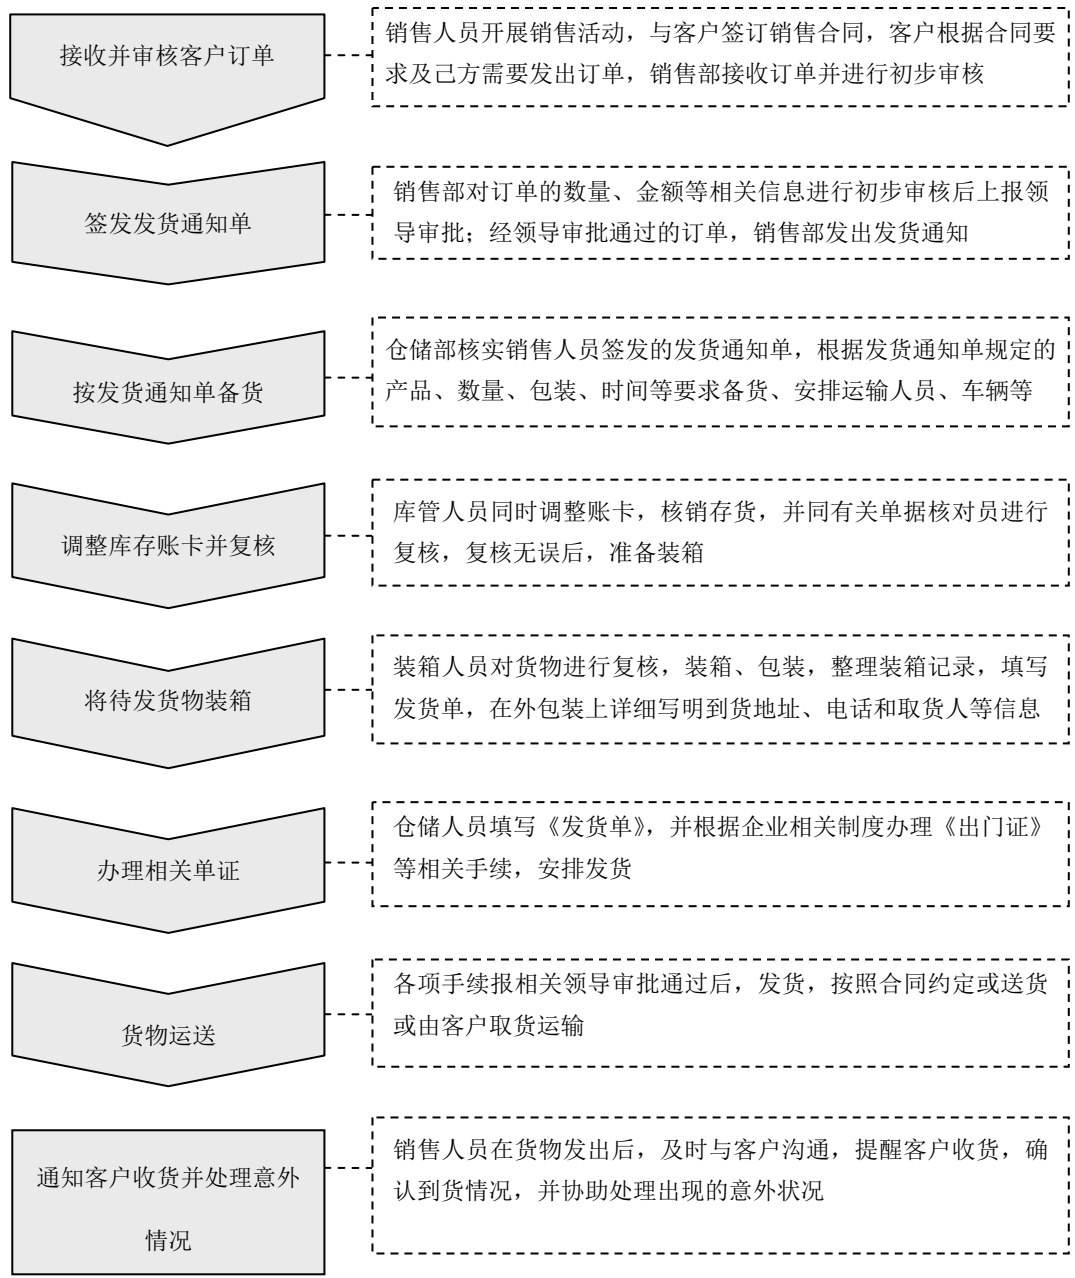 接收并审核客户订单
销售人员开展销售活动，与客户签订销售合同，客户根据合同要
求及己方需要发出订单，销售部接收订单并进行初步审核
签发发货通知单
销售部对订单的数量、金额等相关信息进行初步审核后上报领
导审批；经领导审批通过的订单，销售部发出发货通知
按发货通知单备货
仓储部核实销售人员签发的发货通知单，根据发货通知单规定的
产品、数量、包装、时间等要求备货、安排运输人员、车辆等
调整库存账卡并复核
库管人员同时调整账卡，核销存货，并同有关单据核对员进行
复核，复核无误后，准备装箱
将待发货物装箱
装箱人员对货物进行复核，装箱、包装，整理装箱记录，填写
发货单，在外包装上详细写明到货地址、电话和取货人等信息
办理相关单证
仓储人员填写《发货单》，并根据企业相关制度办理《出门证》
等相关手续，安排发货
货物运送
各项手续报相关领导审批通过后，发货，按照合同约定或送货
或由客户取货运输
通知客户收货并处理意外
情况
销售人员在货物发出后，及时与客户沟通，提醒客户收货，确
认到货情况，并协助处理出现的意外状况